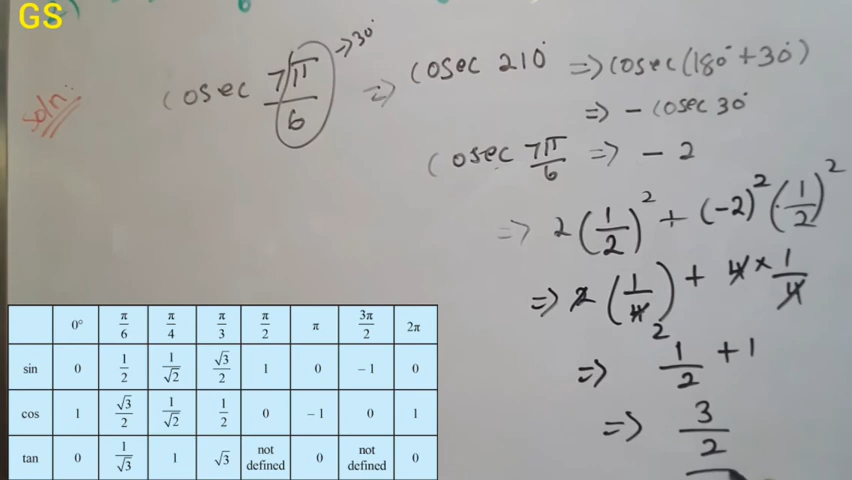 GS
Soln:
cosec 7π/6 → 30° => cosec 210° => cosec (180° + 30°)
=> - cosec 30°
cosec 7π/6 => - 2
=> 2 (1/2)² + (-2)² (1/2)²
=> 2 (1/4) + 4 × 1/4
2
=> 1/2 + 1
=> 3/2
0° π/6 π/4 π/3 π/2 π 3π/2 2π
sin 0 1/2 1/√2 √3/2 1 0 – 1 0
cos 1 √3/2 1/√2 1/2 0 – 1 0 1
tan 0 1/√3 1 √3 not defined 0 not defined 0